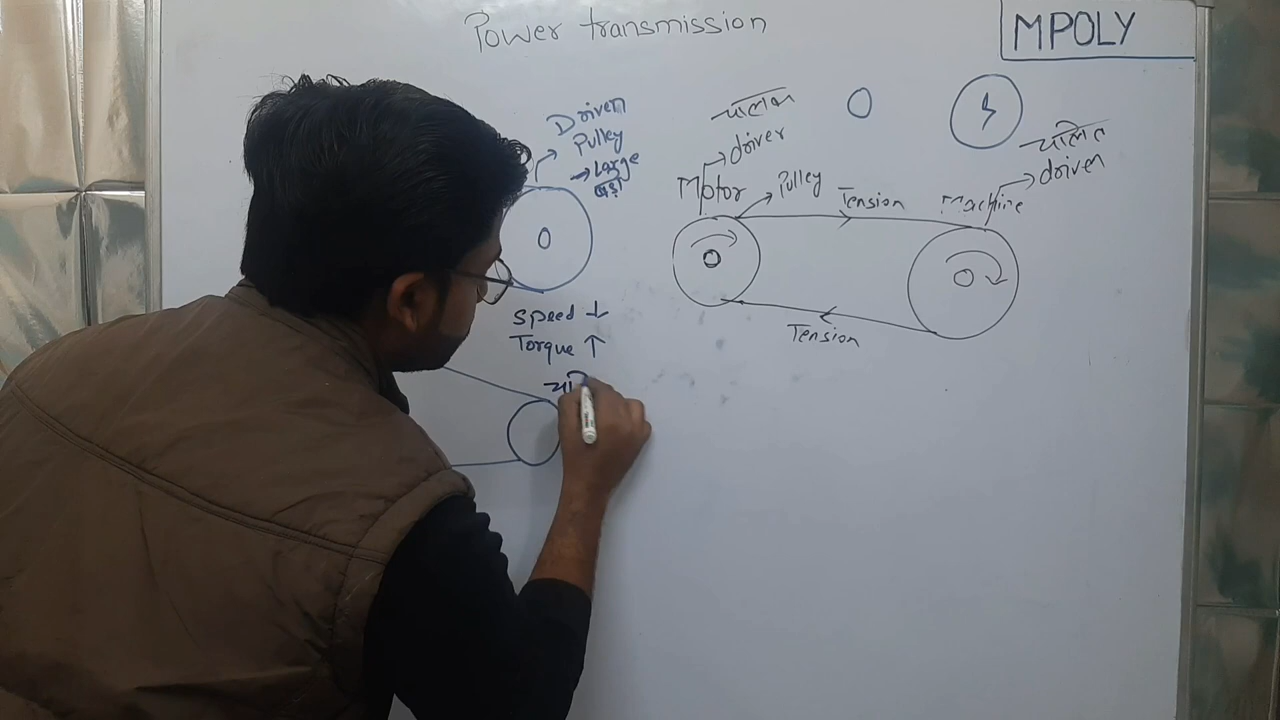 Power transmission
MPOLY
Driven
Pulley
→ Large
बड़ी
Speed ↓
Torque ↑
चालक
driver
Motor
Pulley
Tension
चालित
driven
Machine
Tension